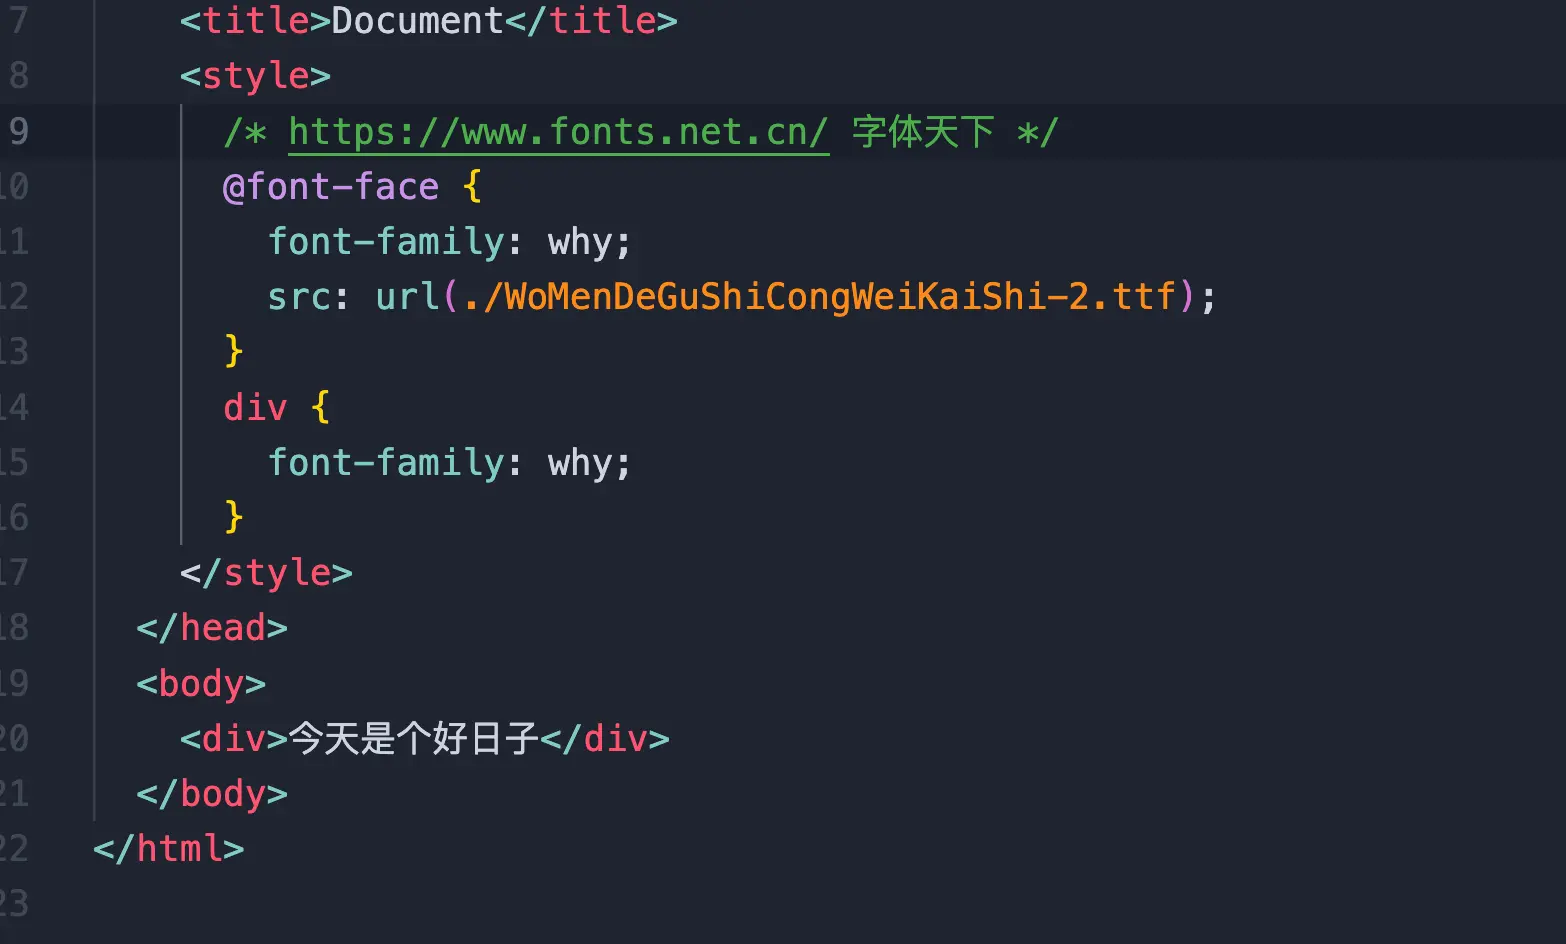 7 <title>Document</title>
8 <style>
9 /* https://www.fonts.net.cn/ 字体天下 */
10 @font-face {
11 font-family: why;
12 src: url(./WoMenDeGuShiCongWeiKaiShi-2.ttf);
13 }
14 div {
15 font-family: why;
16 }
17 </style>
18 </head>
19 <body>
20 <div>今天是个好日子</div>
21 </body>
22 </html>
23